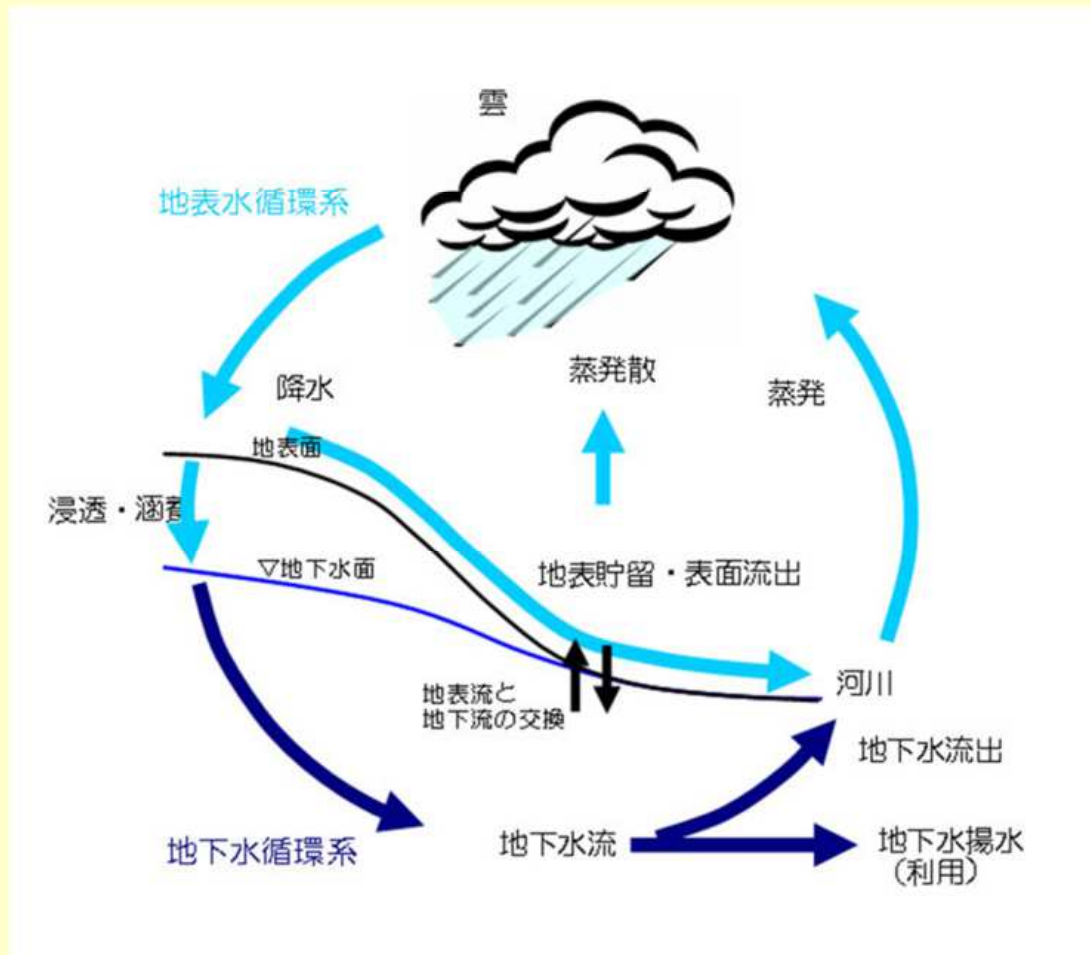 雲
地表水循環系
蒸発散
降水
蒸発
地表面
浸透・涵養
▽地下水面
地表貯留・表面流出
河川
地表流と
地下流の交換
地下水流出
地下水流
地下水揚水
(利用)
地下水循環系